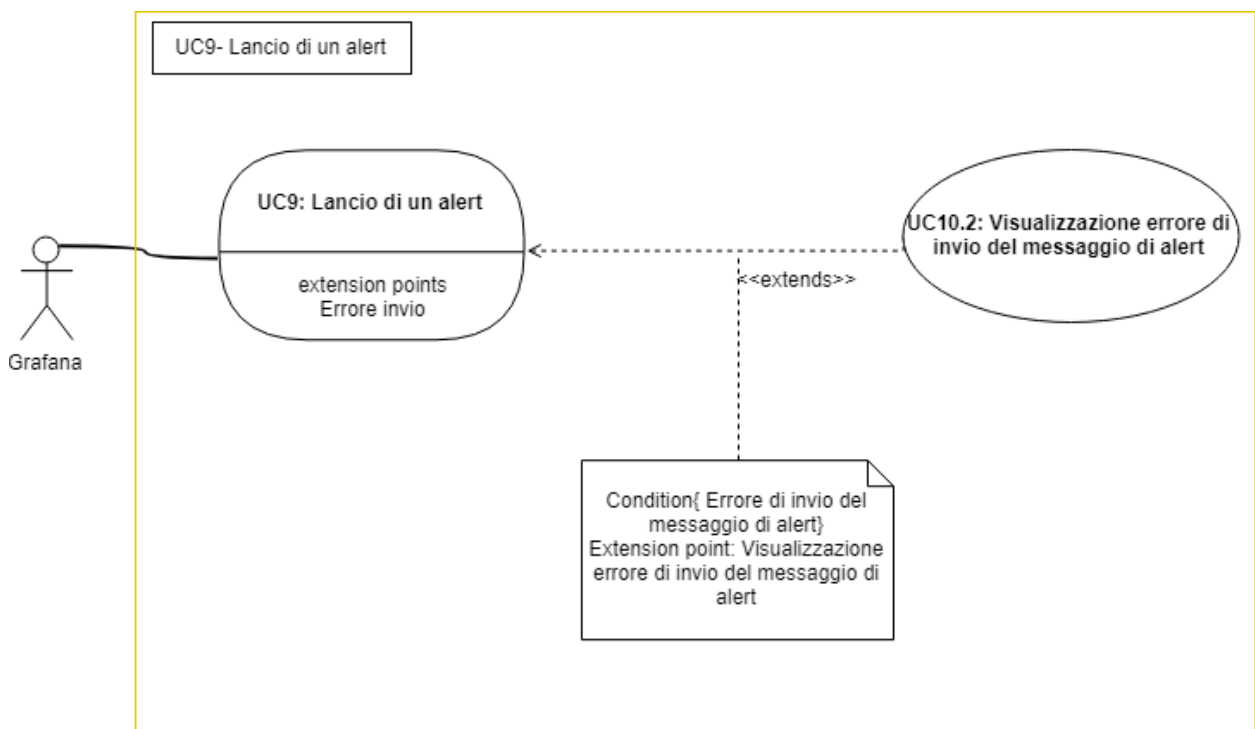 UC9- Lancio di un alert
UC9: Lancio di un alert
extension points
Errore invio
Grafana
<<extends>>
UC10.2: Visualizzazione errore di
invio del messaggio di alert
Condition{ Errore di invio del
messaggio di alert}
Extension point: Visualizzazione
errore di invio del messaggio di
alert